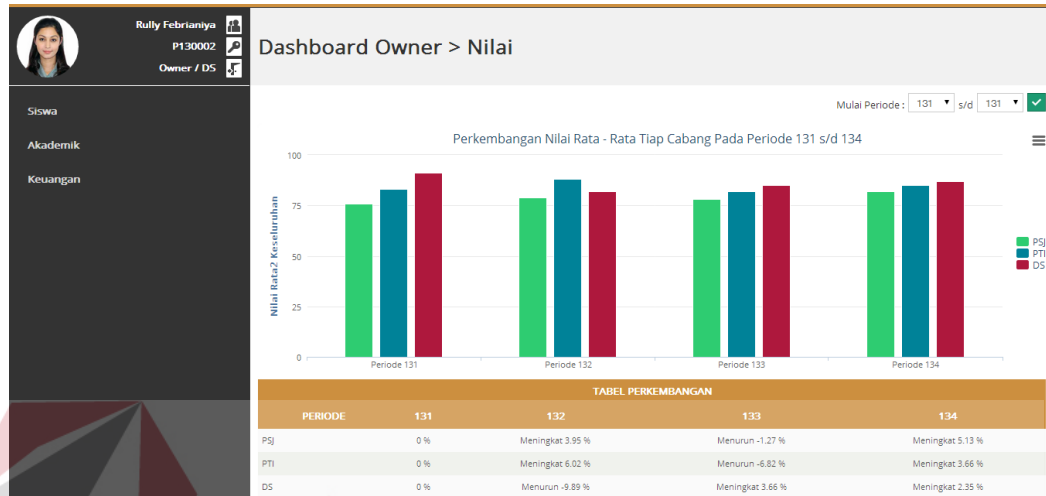 Rully Febrianiya
P130002
Owner / DS
Dashboard Owner > Nilai
Siswa
Akademik
Keuangan
Mulai Periode : 131 s/d 131
Perkembangan Nilai Rata - Rata Tiap Cabang Pada Periode 131 s/d 134
Nilai Rata2 Keseluruhan
100
75
50
25
0
Periode 131 Periode 132 Periode 133 Periode 134
PSJ
PTI
DS
TABEL PERKEMBANGAN
PERIODE 131 132 133 134
PSJ 0 % Meningkat 3.95 % Menurun -1.27 % Meningkat 5.13 %
PTI 0 % Meningkat 6.02 % Menurun -6.82 % Meningkat 3.66 %
DS 0 % Menurun -9.89 % Meningkat 3.66 % Meningkat 2.35 %